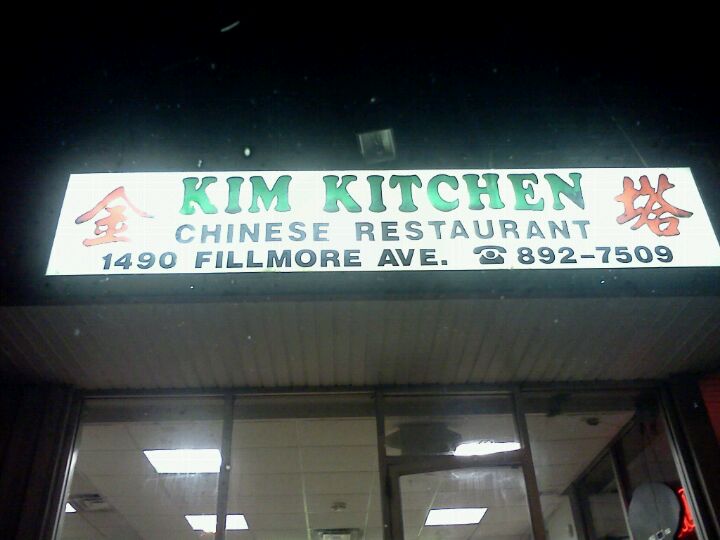 金 KIM KITCHEN 塔
CHINESE RESTAURANT
1490 FILLMORE AVE. ☎ 892-7509